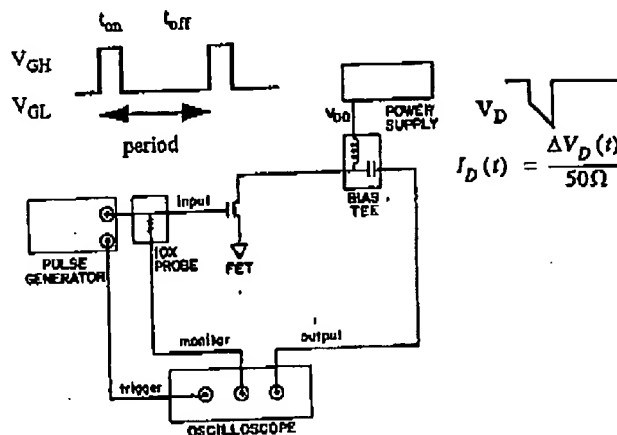 t_on t_off
V_GH
V_GL
period
POWER
SUPPLY
V_DD
BIAS
TEE
V_D
I_D (t) = ΔV_D (t) / 50Ω
input
PULSE
GENERATOR
10X
PROBE
FET
monitor
output
trigger
OSCILLOSCOPE